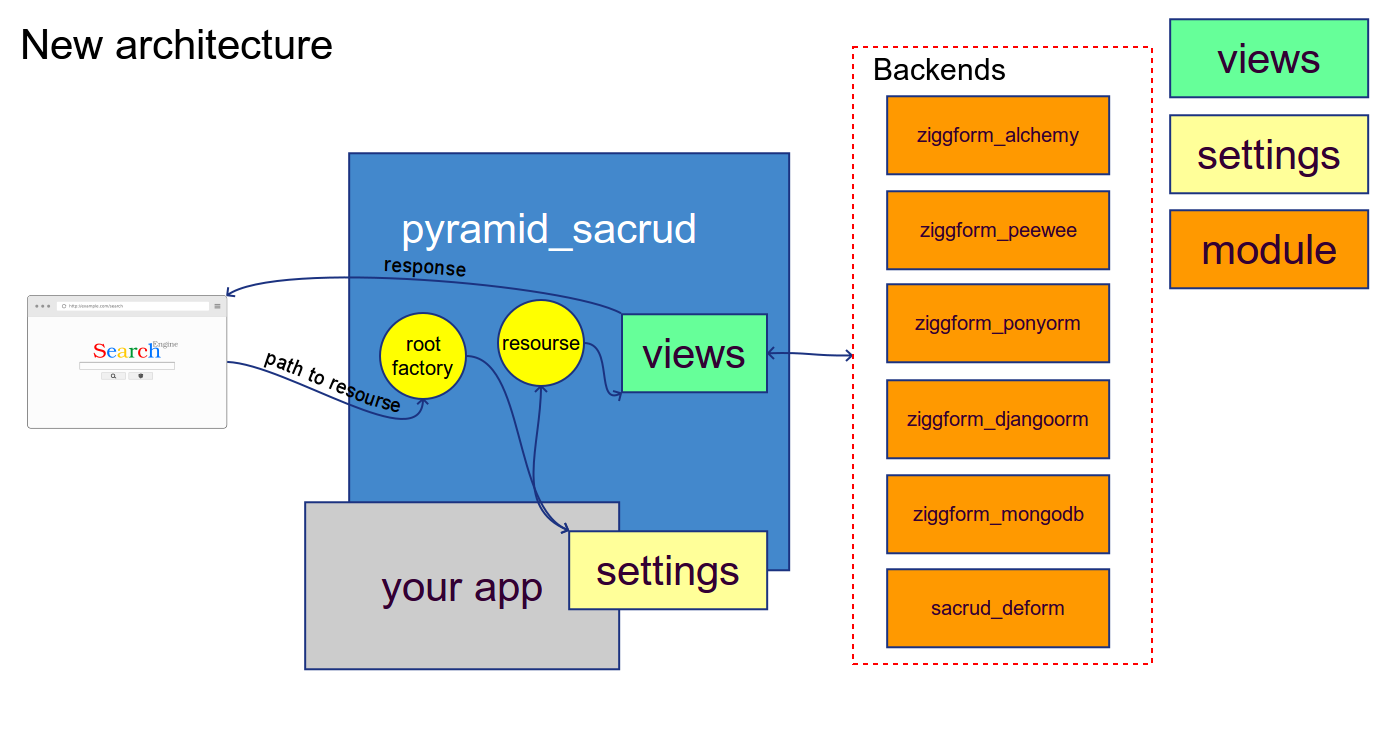 New architecture
http://example.com/search
Search
Engine
pyramid_sacrud
response
path to resourse
root
factory
resourse
views
your app
settings
Backends
ziggform_alchemy
ziggform_peewee
ziggform_ponyorm
ziggform_djangoorm
ziggform_mongodb
sacrud_deform
views
settings
module